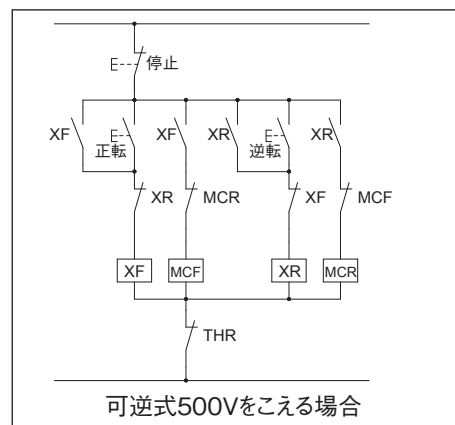 E 停止
XF E 正転 XF XR E 逆転 XR
XR MCR XF MCF
XF MCF XR MCR
THR
可逆式500Vをこえる場合